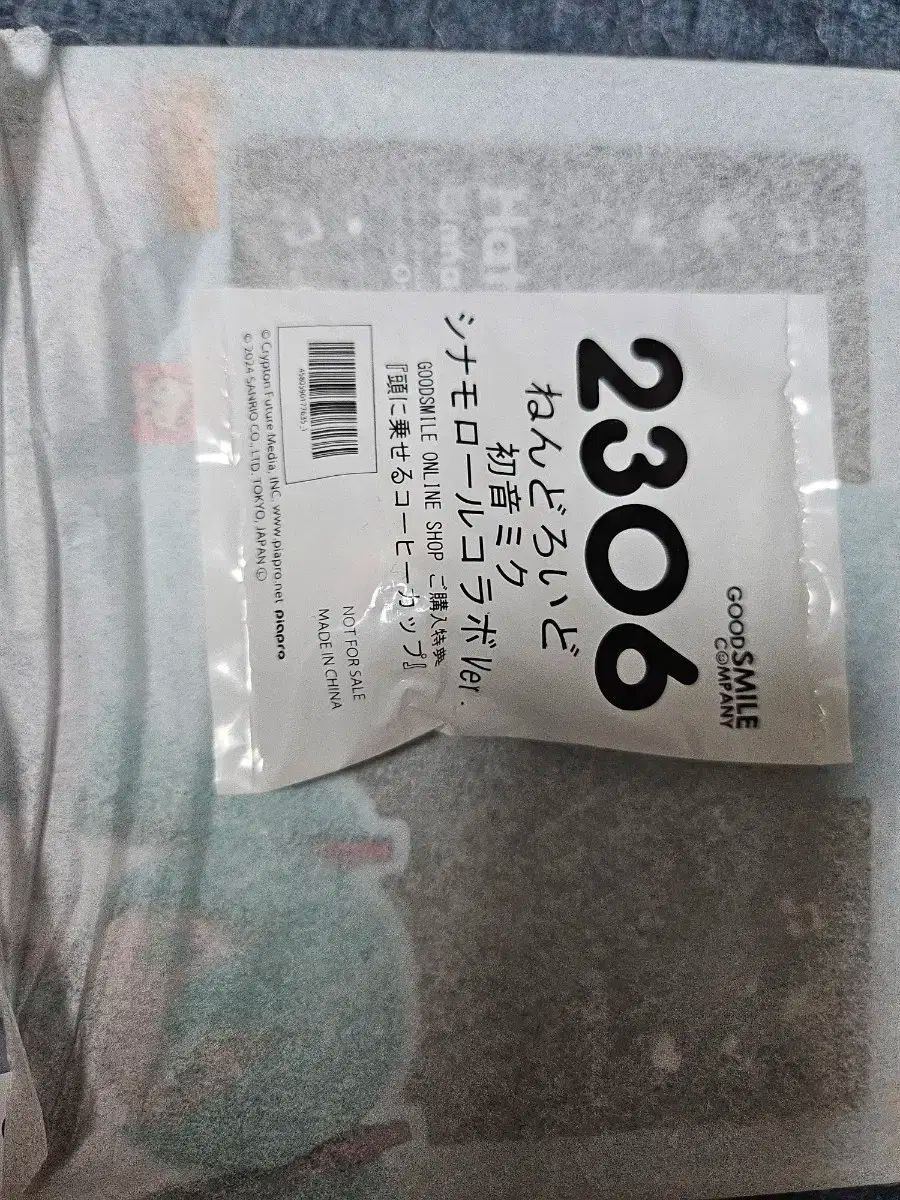 GOODSMILE
COMPANY
2306
ねんどろいど
初音ミク
シナモロールコラボVer.
GOODSMILE ONLINE SHOP ご購入特典
『頭に乗せるコーヒーカップ』
NOT FOR SALE
MADE IN CHINA
4580590177635_1
© Crypton Future Media, INC. www.piapro.net piapro
© 2024 SANRIO CO., LTD. TOKYO, JAPAN Ⓛ